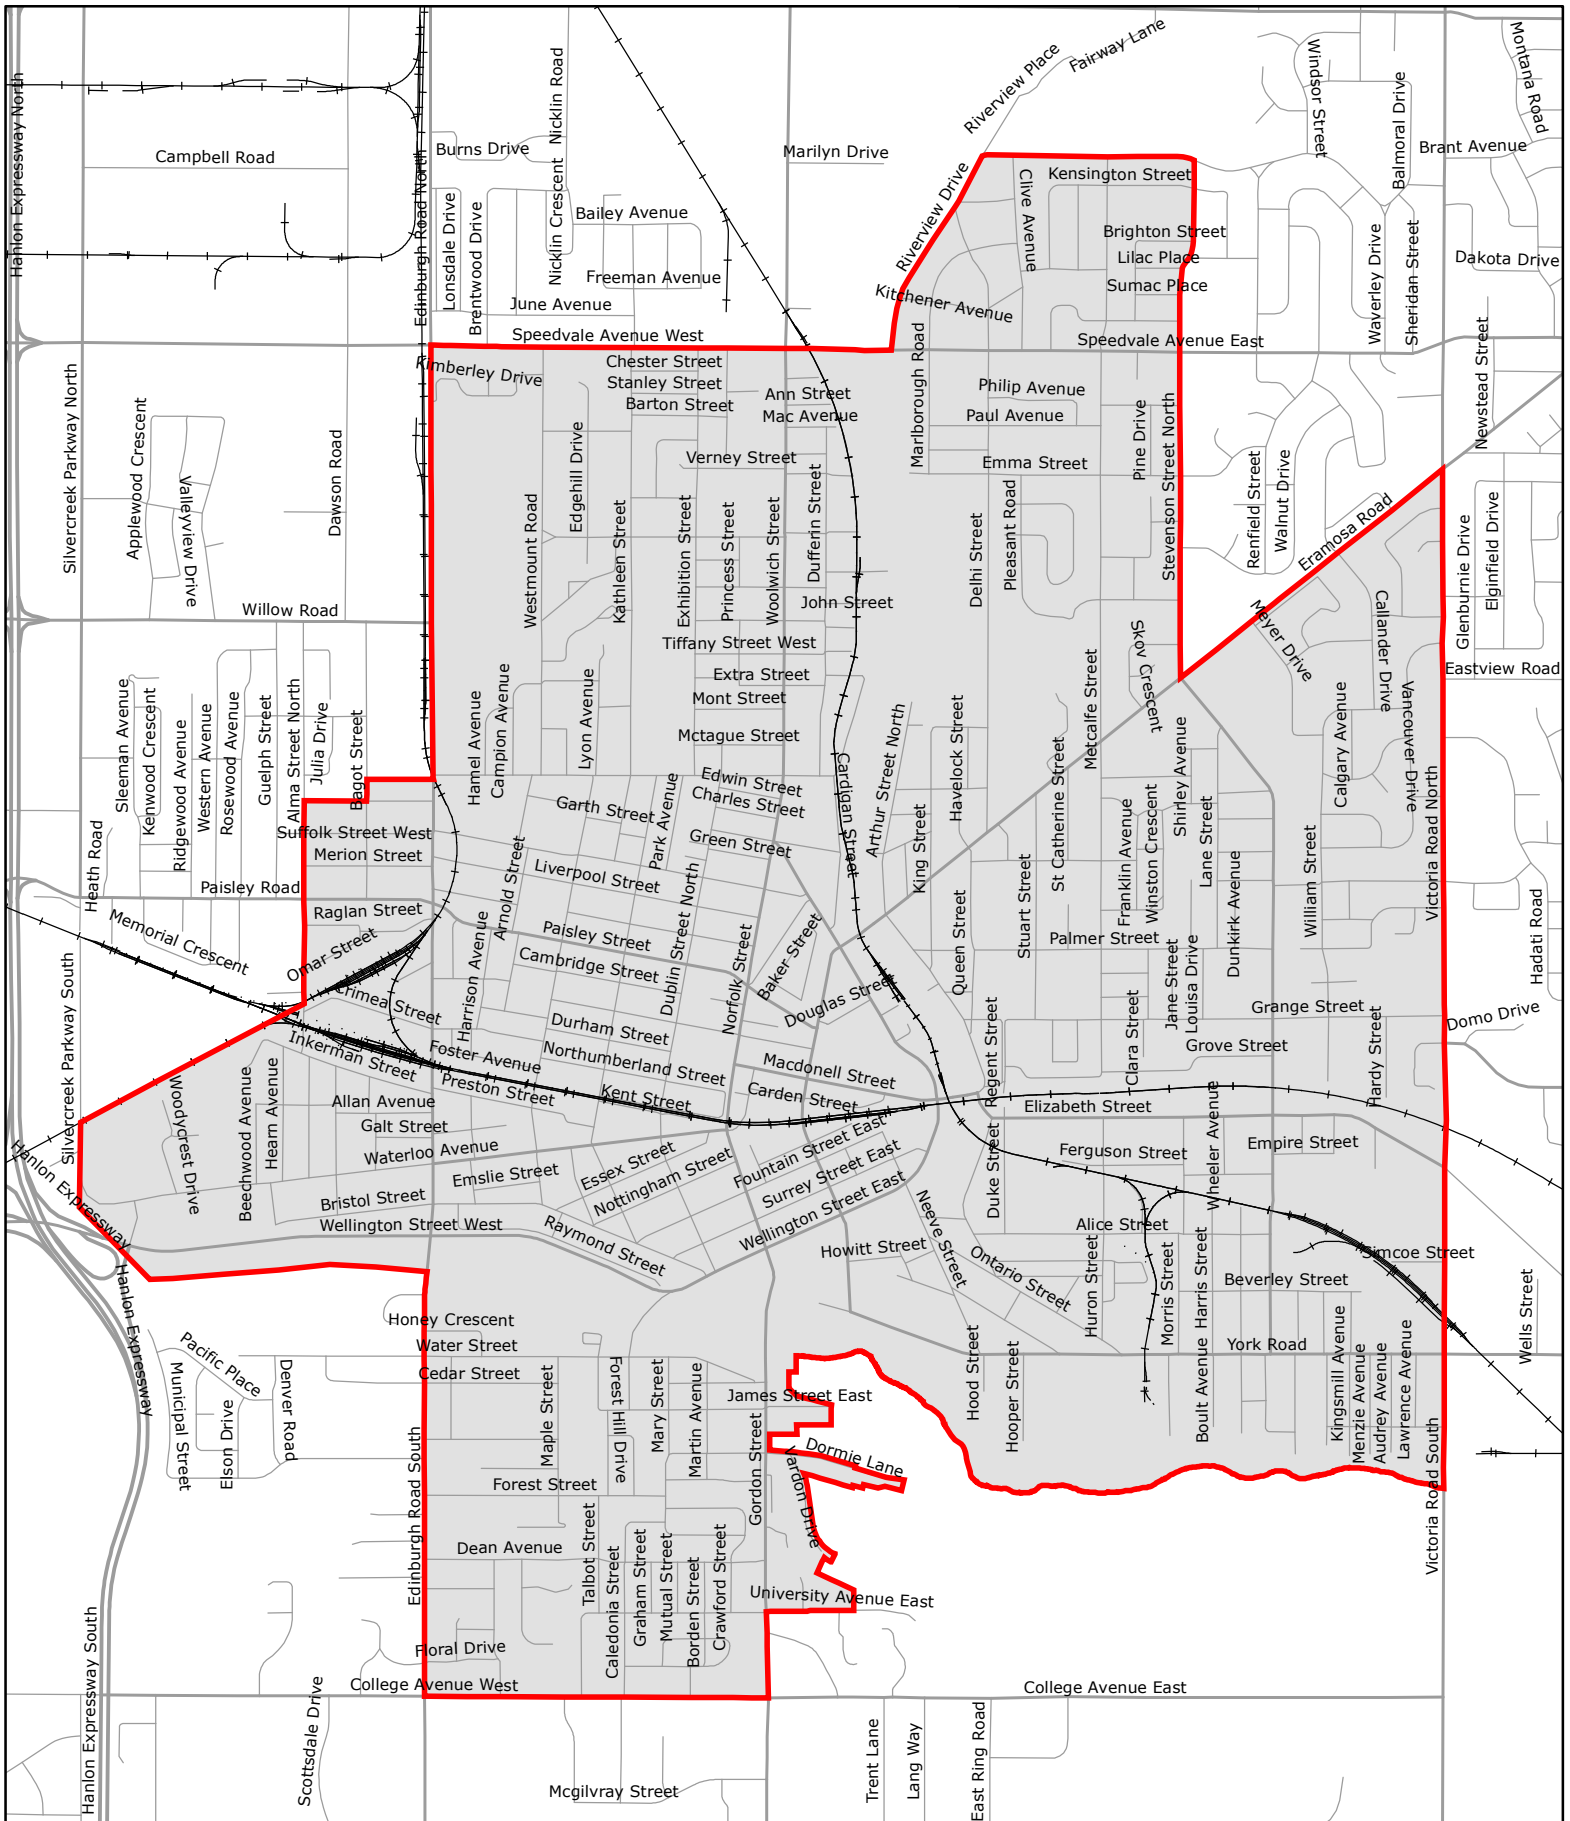 Hanlon Expressway North
Campbell Road
Edinburgh Road North
Burns Drive
Nicklin Road
Nicklin Crescent
Lonsdale Drive
Brentwood Drive
Bailey Avenue
Freeman Avenue
June Avenue
Speedvale Avenue West
Marilyn Drive
Riverview Place
Fairway Lane
Riverview Drive
Windsor Street
Balmoral Drive
Montana Road
Brant Avenue
Kensington Street
Clive Avenue
Brighton Street
Lilac Place
Sumac Place
Kitchener Avenue
Speedvale Avenue East
Waverley Drive
Sheridan Street
Dakota Drive
Newstead Street
Silvercreek Parkway North
Applewood Crescent
Valleyview Drive
Dawson Road
Willow Road
Kimberley Drive
Chester Street
Stanley Street
Barton Street
Ann Street
Mac Avenue
Verney Street
Edgehill Drive
Westmount Road
Kathleen Street
Exhibition Street
Princess Street
Woolwich Street
Dufferin Street
John Street
Tiffany Street West
Extra Street
Mont Street
Mctague Street
Marlborough Road
Philip Avenue
Paul Avenue
Emma Street
Pine Drive
Stevenson Street North
Delhi Street
Pleasant Road
Renfield Street
Walnut Drive
Eramosa Road
Glenburnie Drive
Elginfield Drive
Eastview Road
Meyer Drive
Callander Drive
Vancouver Drive
Calgary Avenue
Skov Crescent
Metcalfe Street
Sleeman Avenue
Kenwood Crescent
Ridgewood Avenue
Western Avenue
Rosewood Avenue
Guelph Street
Alma Street North
Julia Drive
Bagot Street
Hamel Avenue
Campion Avenue
Lyon Avenue
Edwin Street
Charles Street
Garth Street
Park Avenue
Green Street
Cardigan Street
Arthur Street North
King Street
Havelock Street
St Catherine Street
Shirley Avenue
Franklin Avenue
Winston Crescent
Lane Street
Dunkirk Avenue
William Street
Victoria Road North
Heath Road
Suffolk Street West
Merion Street
Paisley Road
Raglan Street
Memorial Crescent
Omar Street
Crimea Street
Arnold Street
Harrison Avenue
Liverpool Street
Paisley Street
Cambridge Street
Dublin Street North
Norfolk Street
Baker Street
Douglas Street
Queen Street
Stuart Street
Palmer Street
Jane Street
Louisa Drive
Grange Street
Grove Street
Clara Street
Hardy Street
Hadati Road
Domo Drive
Silvercreek Parkway South
Inkerman Street
Foster Avenue
Durham Street
Northumberland Street
Preston Street
Kent Street
Macdonell Street
Carden Street
Regent Street
Elizabeth Street
Woodycrest Drive
Beechwood Avenue
Hearn Avenue
Allan Avenue
Galt Street
Waterloo Avenue
Emslie Street
Bristol Street
Wellington Street West
Essex Street
Nottingham Street
Fountain Street East
Surrey Street East
Wellington Street East
Raymond Street
Howitt Street
Neeve Street
Ontario Street
Duke Street
Ferguson Street
Wheeler Avenue
Empire Street
Alice Street
Huron Street
Morris Street
Harris Street
Boult Avenue
Beverley Street
Simcoe Street
York Road
Wells Street
Hanlon Expressway
Hanlon Expressway
Pacific Place
Municipal Street
Elson Drive
Denver Road
Honey Crescent
Water Street
Cedar Street
Maple Street
Forest Hill Drive
Mary Street
Martin Avenue
Gordon Street
James Street East
Dormie Lane
Vardon Drive
Hood Street
Hooper Street
Kingsmill Avenue
Menzie Avenue
Audrey Avenue
Lawrence Avenue
Victoria Road South
Edinburgh Road South
Forest Street
Dean Avenue
Talbot Street
Caledonia Street
Graham Street
Mutual Street
Borden Street
Crawford Street
University Avenue East
Floral Drive
College Avenue West
College Avenue East
Hanlon Expressway South
Scottsdale Drive
Mcgilvray Street
Trent Lane
Lang Way
East Ring Road